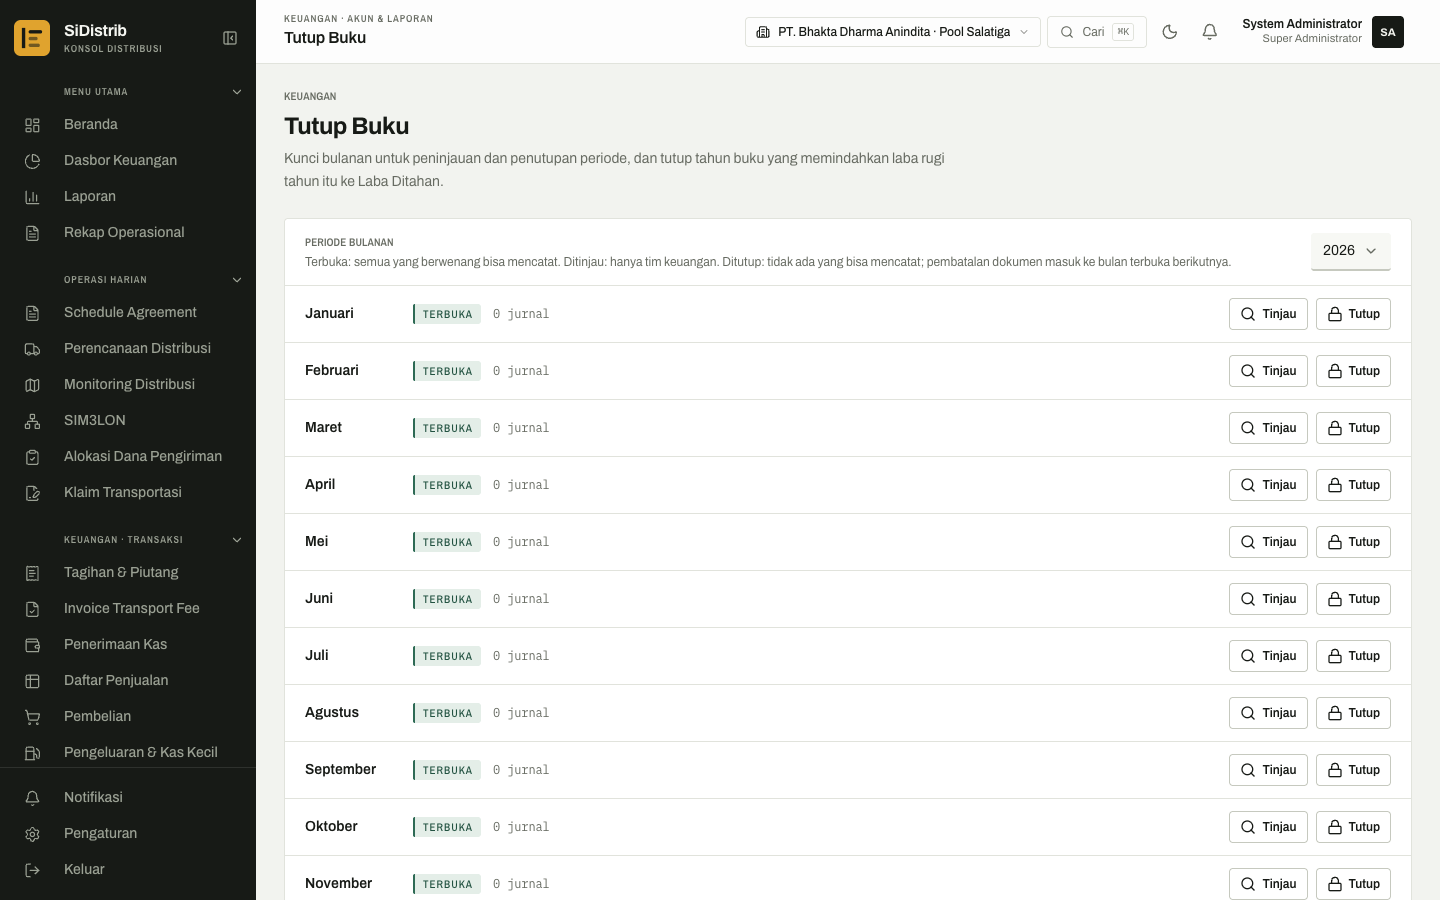 SiDistrib
KONSOL DISTRIBUSI
MENU UTAMA
Beranda
Dasbor Keuangan
Laporan
Rekap Operasional
OPERASI HARIAN
Schedule Agreement
Perencanaan Distribusi
Monitoring Distribusi
SIM3LON
Alokasi Dana Pengiriman
Klaim Transportasi
KEUANGAN · TRANSAKSI
Tagihan & Piutang
Invoice Transport Fee
Penerimaan Kas
Daftar Penjualan
Pembelian
Pengeluaran & Kas Kecil
Notifikasi
Pengaturan
Keluar
KEUANGAN · AKUN & LAPORAN
Tutup Buku
PT. Bhakta Dharma Anindita · Pool Salatiga
Cari ⌘K
System Administrator
Super Administrator
SA
KEUANGAN
Tutup Buku
Kunci bulanan untuk peninjauan dan penutupan periode, dan tutup tahun buku yang memindahkan laba rugi
tahun itu ke Laba Ditahan.
PERIODE BULANAN
Terbuka: semua yang berwenang bisa mencatat. Ditinjau: hanya tim keuangan. Ditutup: tidak ada yang bisa mencatat; pembatalan dokumen masuk ke bulan terbuka berikutnya.
2026
Januari TERBUKA 0 jurnal Tinjau Tutup
Februari TERBUKA 0 jurnal Tinjau Tutup
Maret TERBUKA 0 jurnal Tinjau Tutup
April TERBUKA 0 jurnal Tinjau Tutup
Mei TERBUKA 0 jurnal Tinjau Tutup
Juni TERBUKA 0 jurnal Tinjau Tutup
Juli TERBUKA 0 jurnal Tinjau Tutup
Agustus TERBUKA 0 jurnal Tinjau Tutup
September TERBUKA 0 jurnal Tinjau Tutup
Oktober TERBUKA 0 jurnal Tinjau Tutup
November TERBUKA 0 jurnal Tinjau Tutup